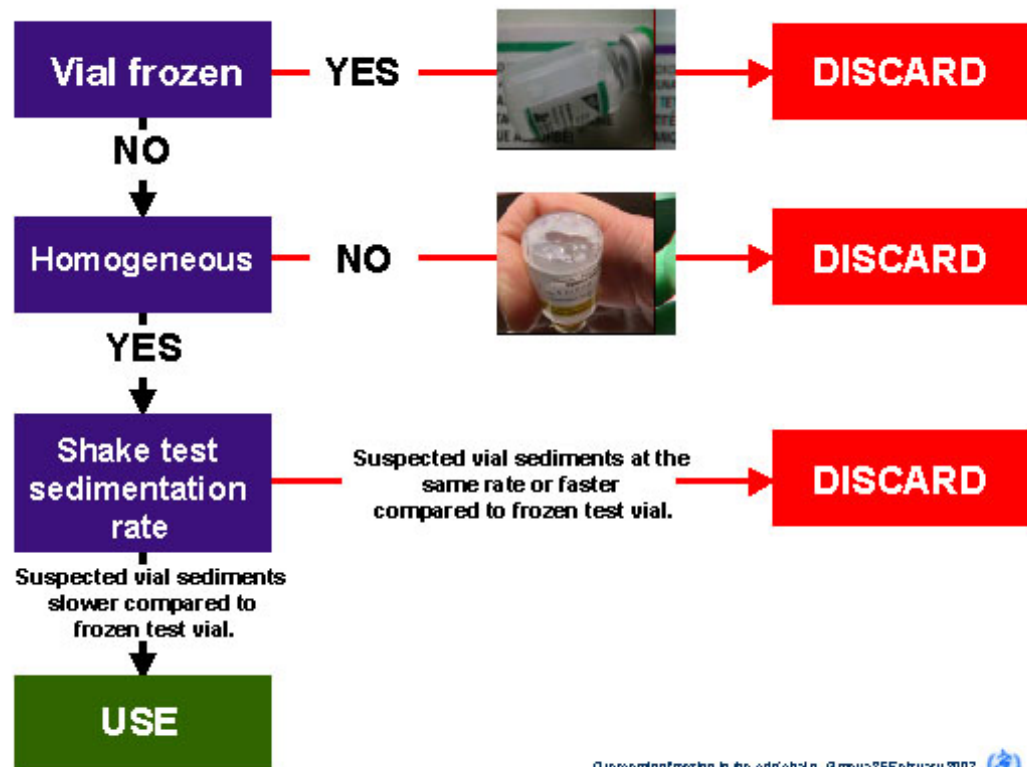 Vial frozen
YES
DISCARD
NO
Homogeneous
NO
DISCARD
YES
Shake test
sedimentation
rate
Suspected vial sediments at the
same rate or faster
compared to frozen test vial.
DISCARD
Suspected vial sediments
slower compared to
frozen test vial.
USE